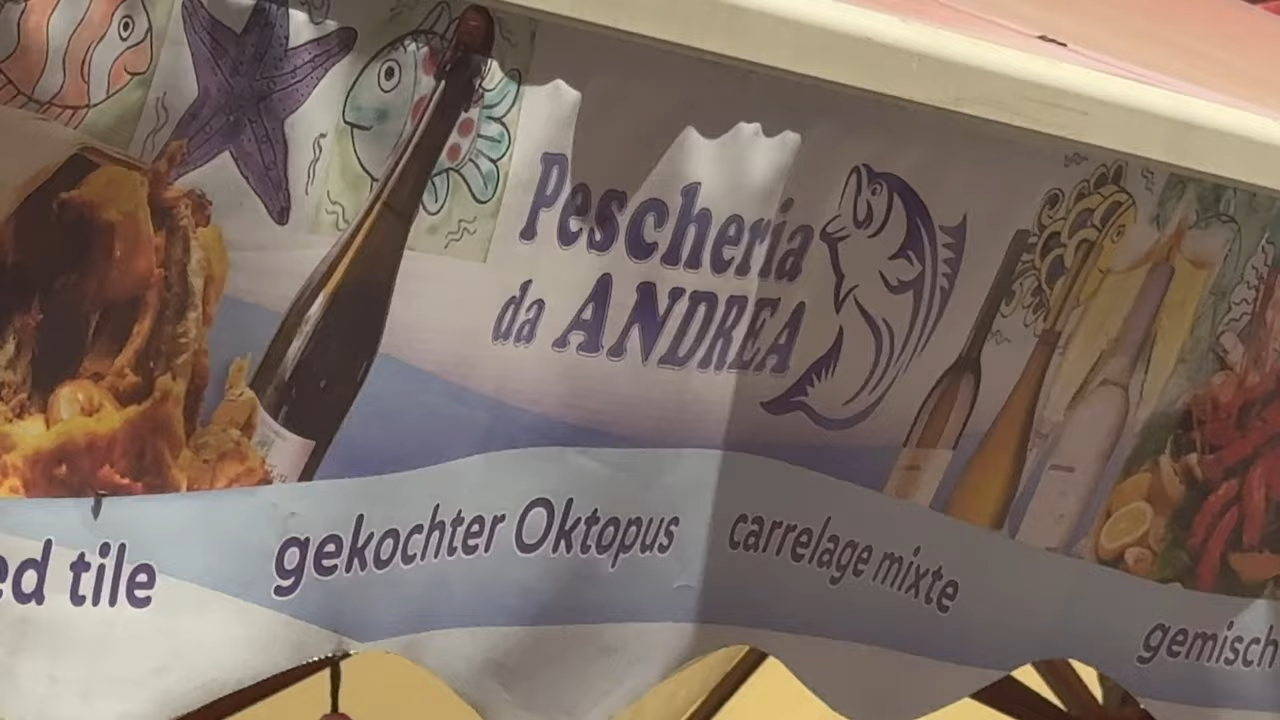 Pescheria
da ANDREA
ed tile
gekochter Oktopus
carrelage mixte
gemisch